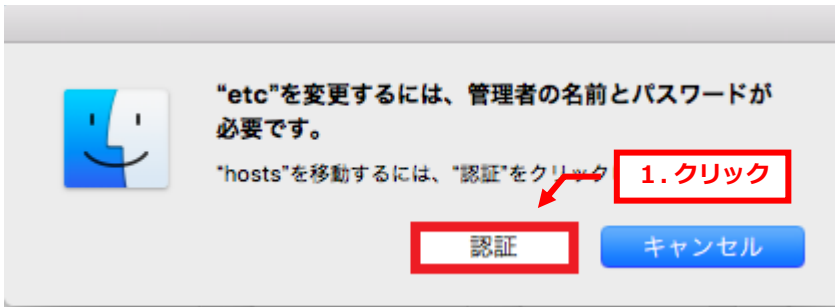 “etc”を変更するには、管理者の名前とパスワードが
必要です。
“hosts”を移動するには、“認証”をクリック
1. クリック
認証
キャンセル